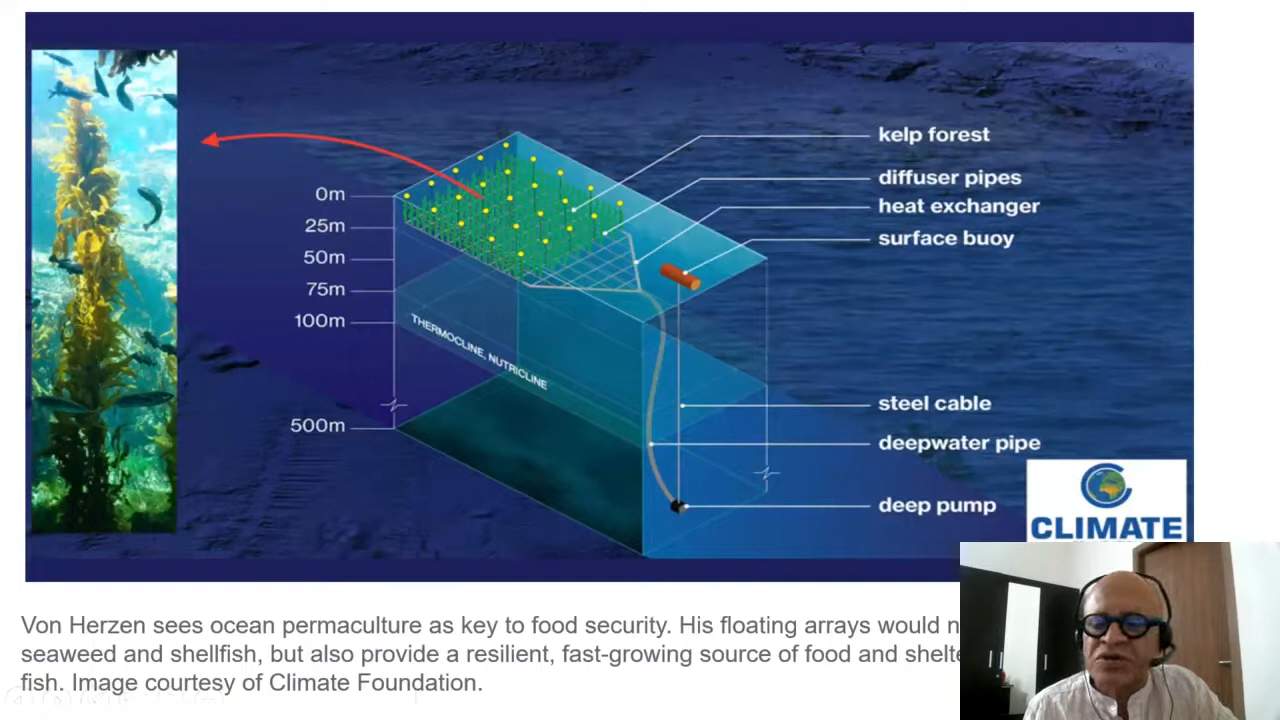 kelp forest
diffuser pipes
heat exchanger
surface buoy
0m
25m
50m
75m
100m
THERMOCLINE, NUTRICLINE
500m
steel cable
deepwater pipe
deep pump
CLIMATE
Von Herzen sees ocean permaculture as key to food security. His floating arrays would
seaweed and shellfish, but also provide a resilient, fast-growing source of food and
fish. Image courtesy of Climate Foundation.